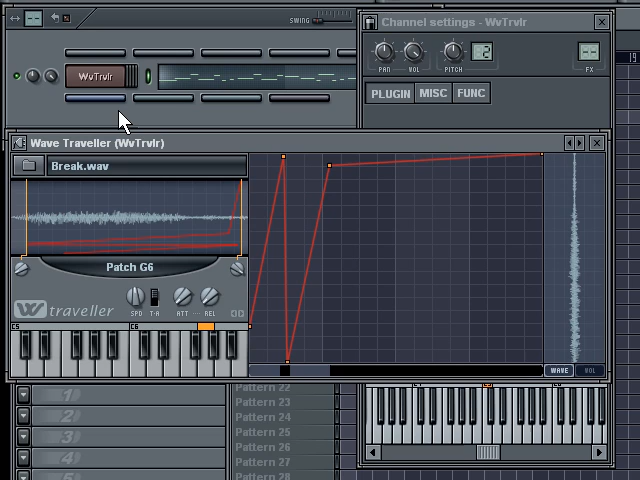 SWING
Channel settings - WvTrvlr
19
WvTrvlr
PAN VOL PITCH 2 FX
PLUGIN MISC FUNC
Wave Traveller (WvTrvlr)
Break.wav
Patch G6
W traveller
SPD T-A ATT REL
C5 C6
WAVE VOL
1
2
3
4
Pattern 22
Pattern 23
Pattern 24
Pattern 25
Pattern 26
Pattern 27
Pattern 28